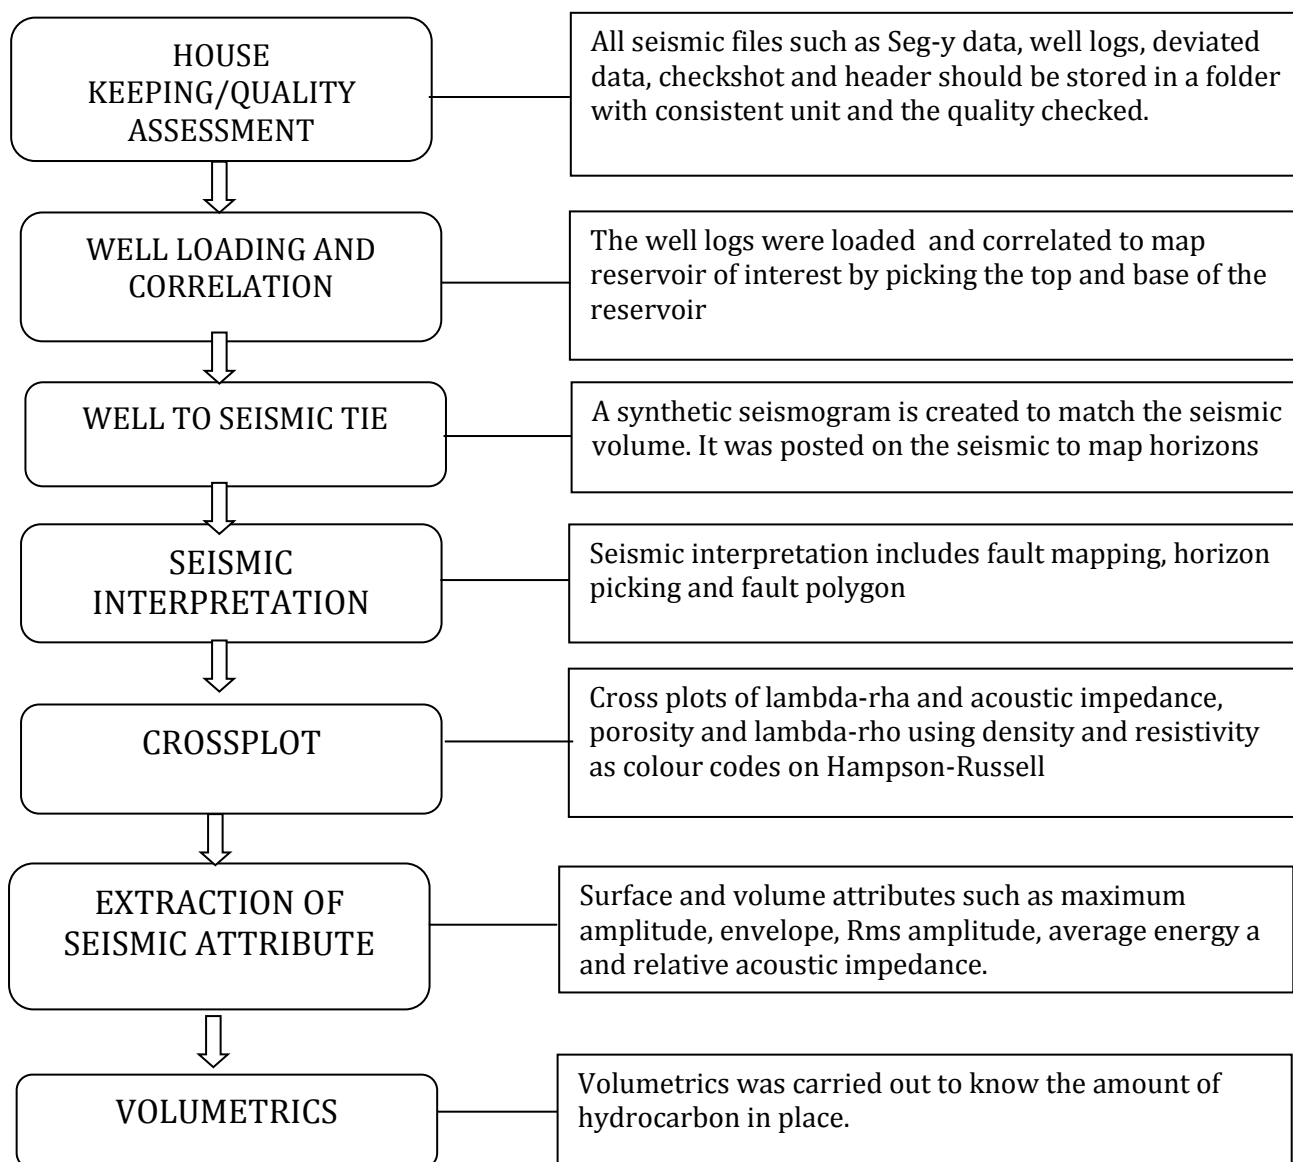 HOUSE
KEEPING/QUALITY
ASSESSMENT
All seismic files such as Seg-y data, well logs, deviated
data, checkshot and header should be stored in a folder
with consistent unit and the quality checked.
WELL LOADING AND
CORRELATION
The well logs were loaded  and correlated to map
reservoir of interest by picking the top and base of the
reservoir
WELL TO SEISMIC TIE
A synthetic seismogram is created to match the seismic
volume. It was posted on the seismic to map horizons
SEISMIC
INTERPRETATION
Seismic interpretation includes fault mapping, horizon
picking and fault polygon
CROSSPLOT
Cross plots of lambda-rha and acoustic impedance,
porosity and lambda-rho using density and resistivity
as colour codes on Hampson-Russell
EXTRACTION OF
SEISMIC ATTRIBUTE
Surface and volume attributes such as maximum
amplitude, envelope, Rms amplitude, average energy a
and relative acoustic impedance.
VOLUMETRICS
Volumetrics was carried out to know the amount of
hydrocarbon in place.